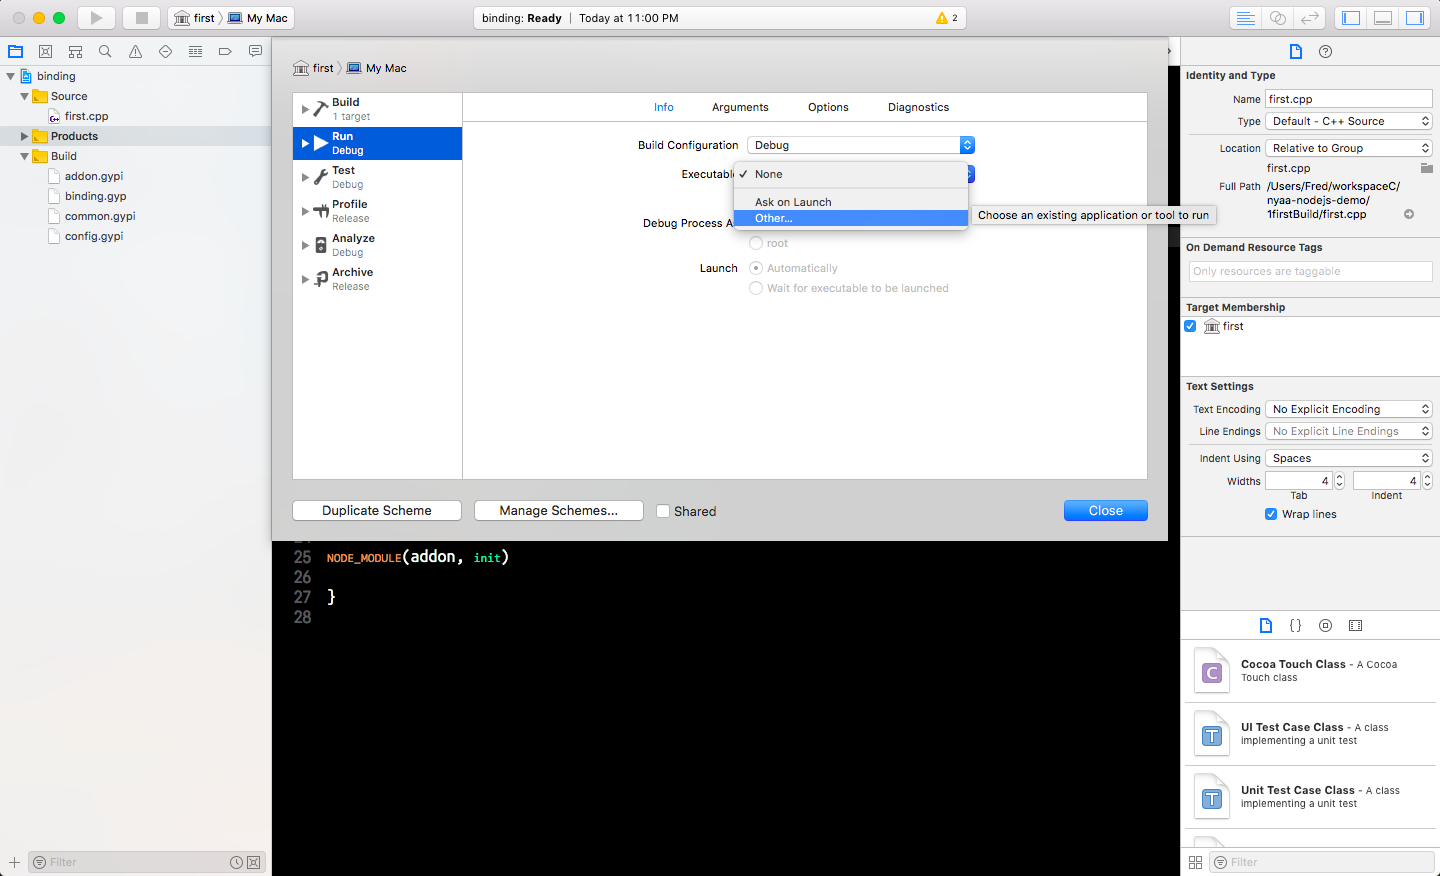 first
My Mac
binding: Ready | Today at 11:00 PM
2
binding
Source
first.cpp
Products
Build
addon.gypi
binding.gyp
common.gypi
config.gypi
Filter
first
My Mac
Build
1 target
Run
Debug
Test
Debug
Profile
Release
Analyze
Debug
Archive
Release
Info
Arguments
Options
Diagnostics
Build Configuration
Debug
Executable
None
Ask on Launch
Other...
Choose an existing application or tool to run
Debug Process A
root
Launch
Automatically
Wait for executable to be launched
Duplicate Scheme
Manage Schemes...
Shared
Close
25 NODE_MODULE(addon, init)
26
27 }
28
Identity and Type
Name first.cpp
Type Default - C++ Source
Location Relative to Group
first.cpp
Full Path /Users/Fred/workspaceC/
nyaa-nodejs-demo/
1firstBuild/first.cpp
On Demand Resource Tags
Only resources are taggable
Target Membership
first
Text Settings
Text Encoding No Explicit Encoding
Line Endings No Explicit Line Endings
Indent Using Spaces
Widths 4 4
Tab Indent
Wrap lines
{ }
C
Cocoa Touch Class - A Cocoa
Touch class
T
UI Test Case Class - A class
implementing a unit test
T
Unit Test Case Class - A class
implementing a unit test
Filter